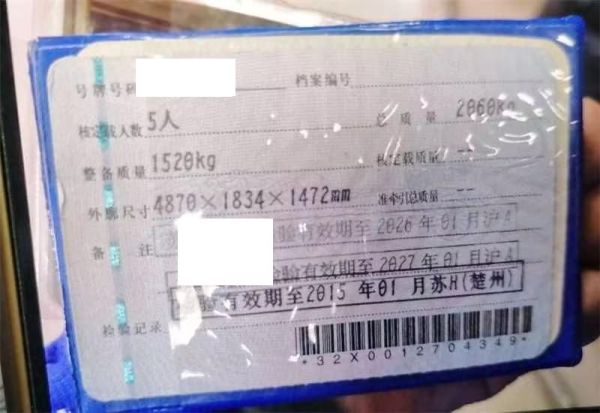 号牌号码 档案编号
核定载人数 5人 总质量 2060kg
整备质量 1520kg 核定载质量 --
外廓尺寸 4870×1834×1472mm 准牵引总质量 --
备注 验有效期至2026年01月沪A
检验有效期至2027年01月沪A
验有效期至2015年01月苏H(楚州)
检验记录
*32X0012704349*